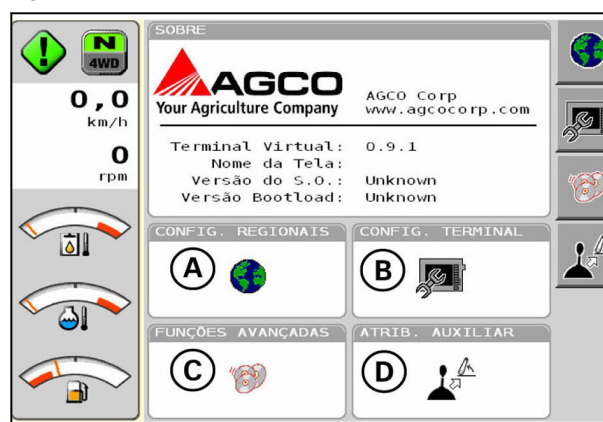 N
4WD
0,0
km/h
0
rpm
SOBRE
AGCO
Your Agriculture Company
AGCO Corp
www.agcocorp.com
Terminal Virtual: 0.9.1
Nome da Tela:
Versão do S.O.: Unknown
Versão Bootload: Unknown
CONFIG. REGIONAIS
A
CONFIG. TERMINAL
B
FUNÇÕES AVANÇADAS
C
ATRIB. AUXILIAR
D